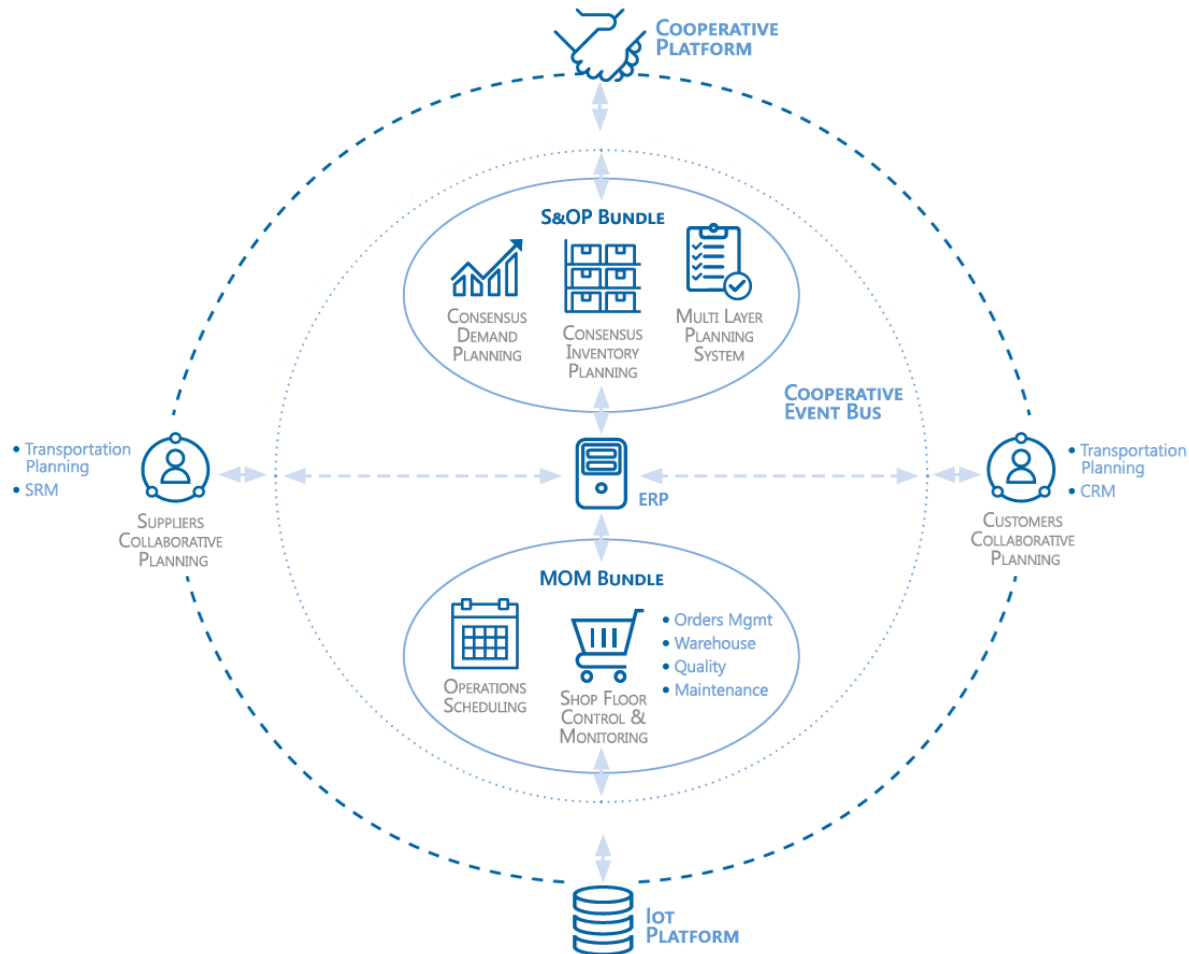 Cooperative
Platform
S&OP Bundle
Consensus
Demand
Planning
Consensus
Inventory
Planning
Multi Layer
Planning
System
Cooperative
Event Bus
• Transportation
Planning
• SRM
Suppliers
Collaborative
Planning
ERP
• Transportation
Planning
• CRM
Customers
Collaborative
Planning
MOM Bundle
Operations
Scheduling
Shop Floor
Control &
Monitoring
• Orders Mgmt
• Warehouse
• Quality
• Maintenance
Iot
Platform